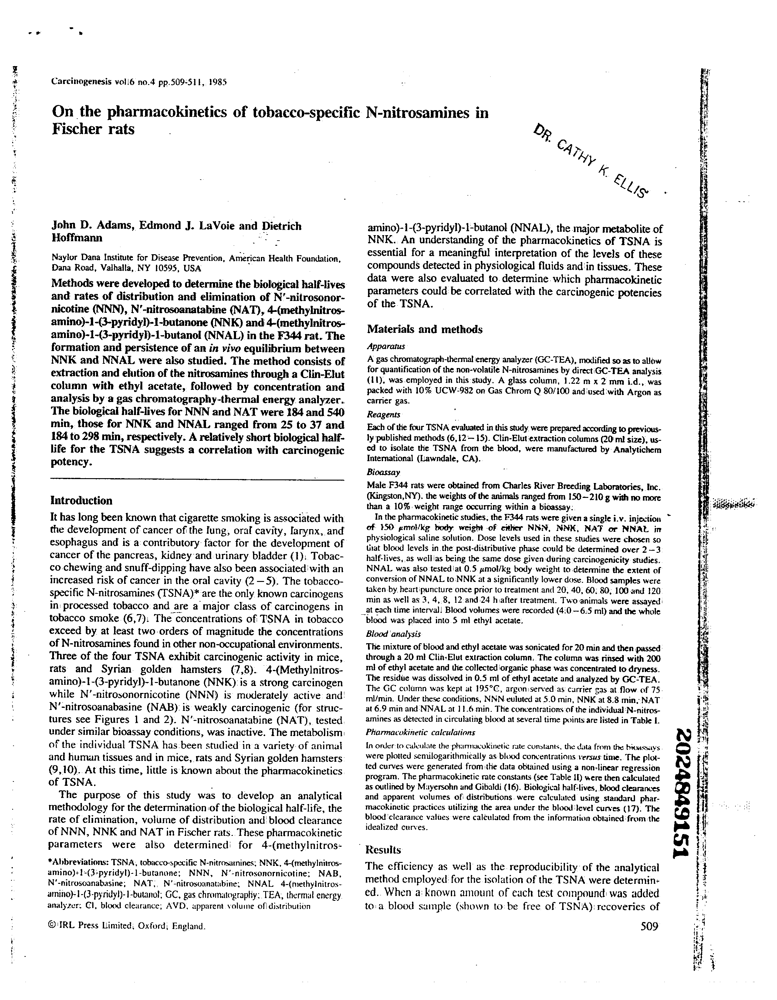 Carcinogenesis vol.6 no.4 pp.509-511, 1985
On the pharmacokinetics of tobacco-specific N-nitrosamines in
Fischer rats
DR. CATHY K. ELLIS
John D. Adams, Edmond J. LaVoie and Dietrich
Hoffmann
Naylor Dana Institute for Disease Prevention, American Health Foundation,
Dana Road, Valhalla, NY 10595, USA
Methods were developed to determine the biological half-lives
and rates of distribution and elimination of N'-nitrosonor-
nicotine (NNN), N'-nitrosoanatabine (NAT), 4-(methylnitros-
amino)-1-(3-pyridyl)-1-butanone (NNK) and 4-(methylnitros-
amino)-1-(3-pyridyl)-1-butanol (NNAL) in the F344 rat. The
formation and persistence of an in vivo equilibrium between
NNK and NNAL were also studied. The method consists of
extraction and elution of the nitrosamines through a Clin-Elut
column with ethyl acetate, followed by concentration and
analysis by a gas chromatography-thermal energy analyzer.
The biological half-lives for NNN and NAT were 184 and 540
min, those for NNK and NNAL ranged from 25 to 37 and
184 to 298 min, respectively. A relatively short biological half-
life for the TSNA suggests a correlation with carcinogenic
potency.
Introduction
It has long been known that cigarette smoking is associated with
the development of cancer of the lung, oral cavity, larynx, and
esophagus and is a contributory factor for the development of
cancer of the pancreas, kidney and urinary bladder (1). Tobac-
co chewing and snuff-dipping have also been associated with an
increased risk of cancer in the oral cavity (2–5). The tobacco-
specific N-nitrosamines (TSNA)* are the only known carcinogens
in processed tobacco and are a major class of carcinogens in
tobacco smoke (6,7). The concentrations of TSNA in tobacco
exceed by at least two orders of magnitude the concentrations
of N-nitrosamines found in other non-occupational environments.
Three of the four TSNA exhibit carcinogenic activity in mice,
rats and Syrian golden hamsters (7,8). 4-(Methylnitros-
amino)-1-(3-pyridyl)-1-butanone (NNK) is a strong carcinogen
while N'-nitrosonornicotine (NNN) is moderately active and
N'-nitrosoanabasine (NAB) is weakly carcinogenic (for struc-
tures see Figures 1 and 2). N'-nitrosoanatabine (NAT), tested
under similar bioassay conditions, was inactive. The metabolism
of the individual TSNA has been studied in a variety of animal
and human tissues and in mice, rats and Syrian golden hamsters
(9,10). At this time, little is known about the pharmacokinetics
of TSNA.
The purpose of this study was to develop an analytical
methodology for the determination of the biological half-life, the
rate of elimination, volume of distribution and blood clearance
of NNN, NNK and NAT in Fischer rats. These pharmacokinetic
parameters were also determined for 4-(methylnitros-
*Abbreviations: TSNA, tobacco-specific N-nitrosamines; NNK, 4-(methylnitros-
amino)-1-(3-pyridyl)-1-butanone; NNN, N'-nitrosonornicotine; NAB,
N'-nitrosoanabasine; NAT, N'-nitrosoanatabine; NNAL 4-(methylnitros-
amino)-1-(3-pyridyl)-1-butanol; GC, gas chromatography; TEA, thermal energy
analyzer; Cl, blood clearance; AVD, apparent volume of distribution
© IRL Press Limited, Oxford, England.
amino)-1-(3-pyridyl)-1-butanol (NNAL), the major metabolite of
NNK. An understanding of the pharmacokinetics of TSNA is
essential for a meaningful interpretation of the levels of these
compounds detected in physiological fluids and in tissues. These
data were also evaluated to determine which pharmacokinetic
parameters could be correlated with the carcinogenic potencies
of the TSNA.
Materials and methods
Apparatus
A gas chromatograph-thermal energy analyzer (GC-TEA), modified so as to allow
for quantification of the non-volatile N-nitrosamines by direct GC-TEA analysis
(11), was employed in this study. A glass column, 1.22 m x 2 mm i.d., was
packed with 10% UCW-982 on Gas Chrom Q 80/100 and used with Argon as
carrier gas.
Reagents
Each of the four TSNA evaluated in this study were prepared according to previous-
ly published methods (6,12–15). Clin-Elut extraction columns (20 ml size), us-
ed to isolate the TSNA from the blood, were manufactured by Analytichem
International (Lawndale, CA).
Bioassay
Male F344 rats were obtained from Charles River Breeding Laboratories, Inc.
(Kingston,NY). the weights of the animals ranged from 150–210 g with no more
than a 10% weight range occurring within a bioassay.
In the pharmacokinetic studies, the F344 rats were given a single i.v. injection
of 150 μmol/kg body weight of either NNN, NNK, NAT or NNAL in
physiological saline solution. Dose levels used in these studies were chosen so
that blood levels in the post-distributive phase could be determined over 2–3
half-lives, as well as being the same dose given during carcinogenicity studies.
NNAL was also tested at 0.5 μmol/kg body weight to determine the extent of
conversion of NNAL to NNK at a significantly lower dose. Blood samples were
taken by heart puncture once prior to treatment and 20, 40, 60, 80, 100 and 120
min as well as 3, 4, 8, 12 and 24 h after treatment. Two animals were assayed
at each time interval. Blood volumes were recorded (4.0–6.5 ml) and the whole
blood was placed into 5 ml ethyl acetate.
Blood analysis
The mixture of blood and ethyl acetate was sonicated for 20 min and then passed
through a 20 ml Clin-Elut extraction column. The column was rinsed with 200
ml of ethyl acetate and the collected organic phase was concentrated to dryness.
The residue was dissolved in 0.5 ml of ethyl acetate and analyzed by GC-TEA.
The GC column was kept at 195°C, argon served as carrier gas at flow of 75
ml/min. Under these conditions, NNN euluted at 5.0 min, NNK at 8.8 min, NAT
at 6.9 min and NNAL at 11.6 min. The concentrations of the individual N-nitros-
amines as detected in circulating blood at several time points are listed in Table I.
Pharmacokinetic calculations
In order to calculate the pharmacokinetic rate constants, the data from the bioassays
were plotted semilogarithmically as blood concentrations versus time. The plot-
ted curves were generated from the data obtained using a non-linear regression
program. The pharmacokinetic rate constants (see Table II) were then calculated
as outlined by Mayersohn and Gibaldi (16). Biological half-lives, blood clearances
and apparent volumes of distributions were calculated using standard phar-
macokinetic practices utilizing the area under the blood level curves (17). The
blood clearance values were calculated from the information obtained from the
idealized curves.
Results
The efficiency as well as the reproducibility of the analytical
method employed for the isolation of the TSNA were determin-
ed. When a known amount of each test compound was added
to a blood sample (shown to be free of TSNA) recoveries of
509
2024849151